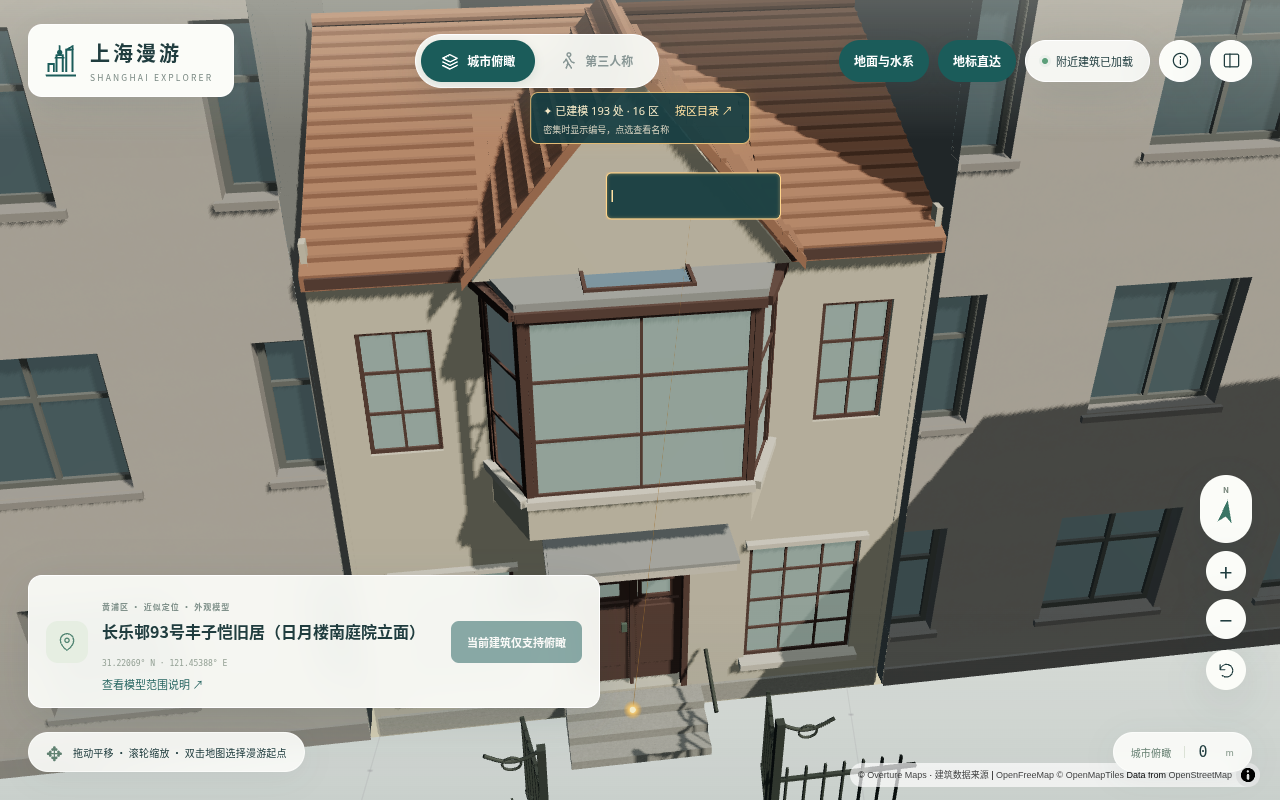 上海漫游
SHANGHAI EXPLORER
城市俯瞰
第三人称
地面与水系
地标直达
附近建筑已加载
✦ 已建模 193 处 · 16 区 按区目录 ↗
密集时显示编号，点选查看名称
N
黄浦区 · 近似定位 · 外观模型
长乐邨93号丰子恺旧居（日月楼南庭院立面）
31.22069° N · 121.45388° E
查看模型范围说明 ↗
当前建筑仅支持俯瞰
拖动平移 · 滚轮缩放 · 双击地图选择漫游起点
城市俯瞰 0 m
© Overture Maps · 建筑数据来源 | OpenFreeMap © OpenMapTiles Data from OpenStreetMap